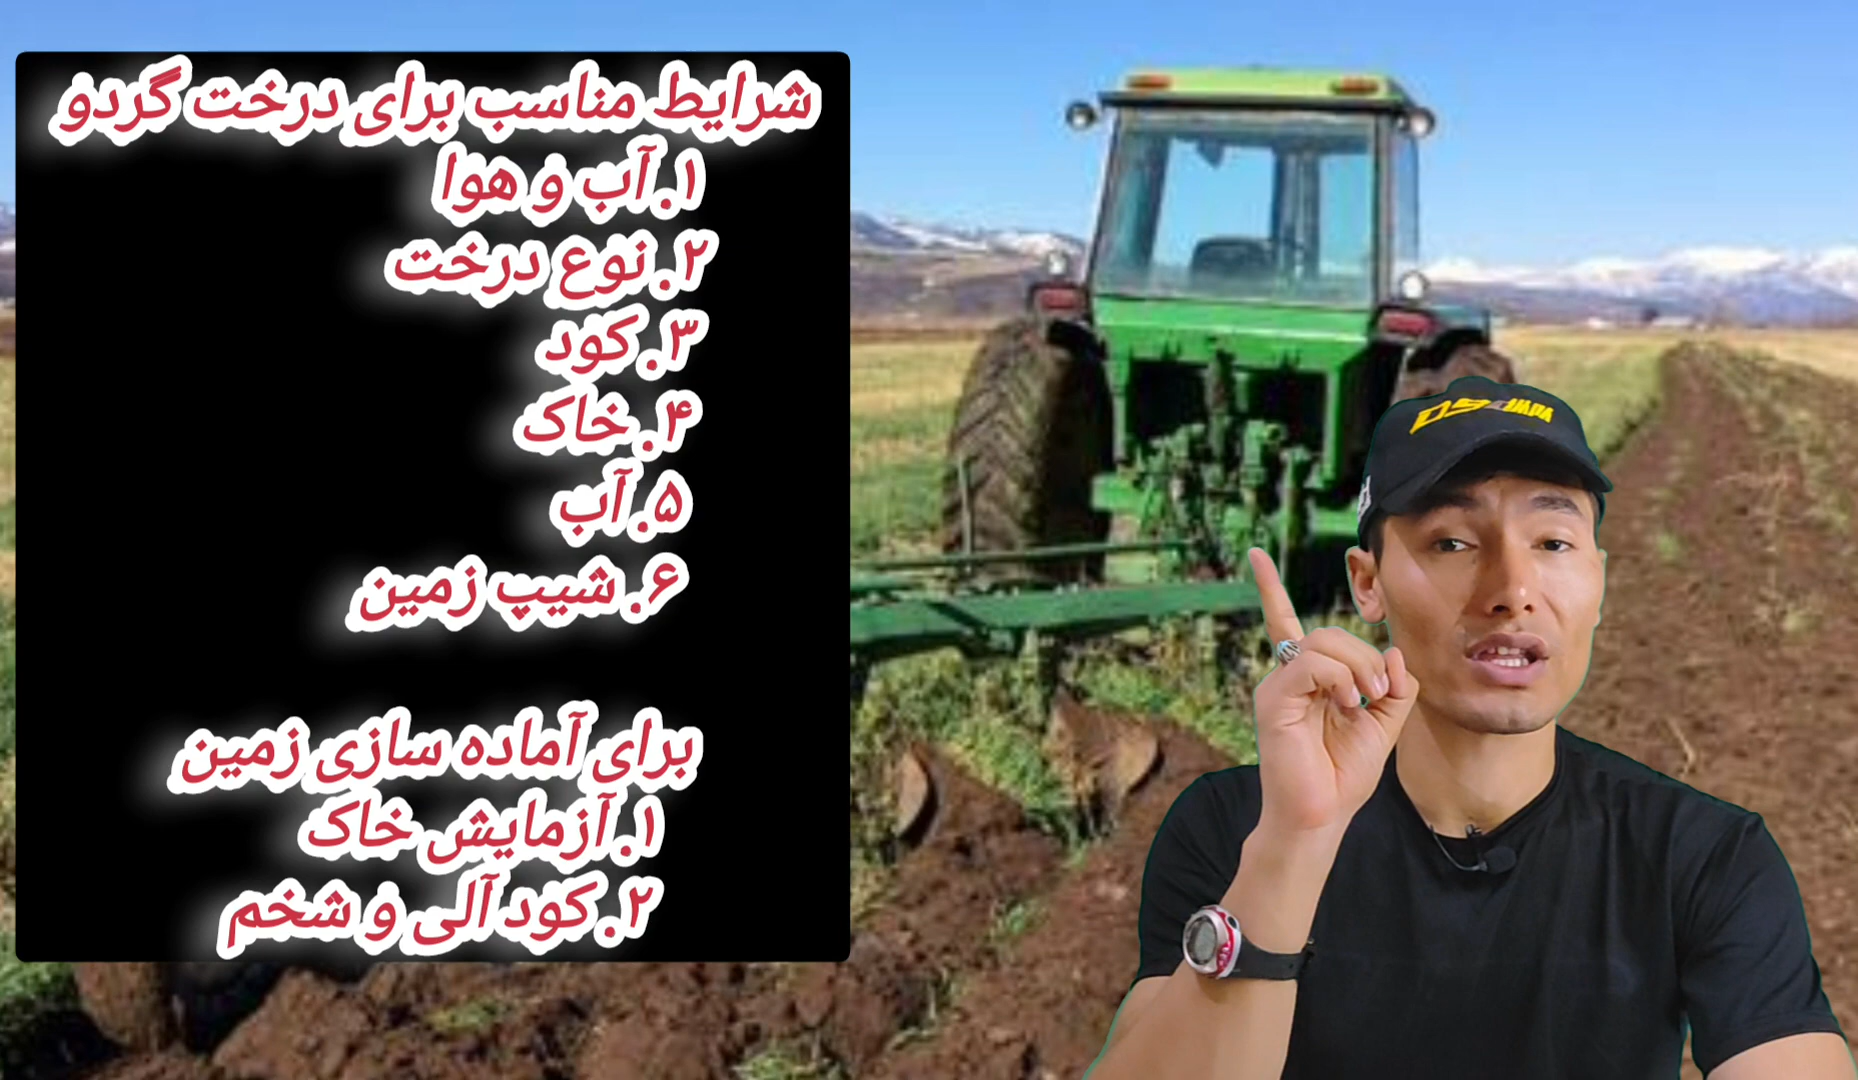 شرایط مناسب برای درخت گردو
۱. آب و هوا
۲. نوع درخت
۳. کود
۴. خاک
۵. آب
۶. شیپ زمین
برای آماده سازی زمین
۱. آزمایش خاک
۲. کود آلی و شخم